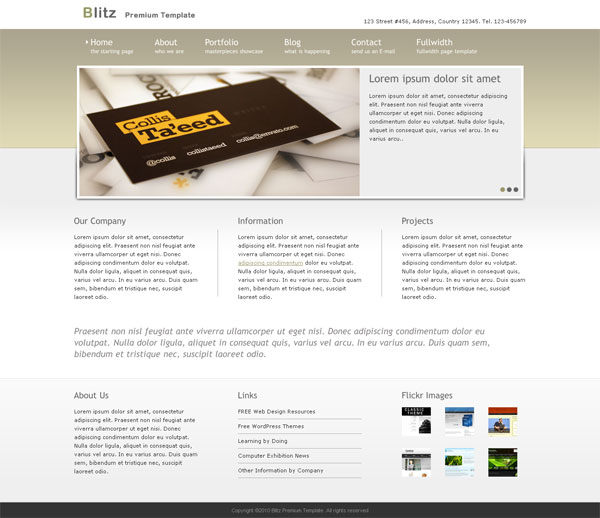 Blitz Premium Template
123 Street #456, Address, Country 12345. Tel. 123-456789
Home
the starting page
About
who we are
Portfolio
masterpieces showcase
Blog
what is happening
Contact
send us an E-mail
Fullwidth
fullwidth page template
Collis
Ta'eed
@collis
collistaeed
collis@envato.com
Lorem ipsum dolor sit amet
Lorem ipsum dolor sit amet, consectetur adipiscing
elit. Praesent non nisl feugiat ante viverra
ullamcorper ut eget nisi. Donec adipiscing
condimentum dolor eu volutpat. Nulla dolor ligula,
aliquet in consequat quis, varius vel arcu. In eu
varius arcu..
Our Company
Lorem ipsum dolor sit amet, consectetur
adipiscing elit. Praesent non nisl feugiat
ante viverra ullamcorper ut eget nisi. Donec
adipiscing condimentum dolor eu volutpat.
Nulla dolor ligula, aliquet in consequat quis,
varius vel arcu. In eu varius arcu. Duis quam
sem, bibendum et tristique nec, suscipit
laoreet odio.
Information
Lorem ipsum dolor sit amet, consectetur
adipiscing elit. Praesent non nisl feugiat ante
viverra ullamcorper ut eget nisi. Donec
adipiscing condimentum dolor eu volutpat.
Nulla dolor ligula, aliquet in consequat quis,
varius vel arcu. In eu varius arcu. Duis quam
sem, bibendum et tristique nec, suscipit
laoreet odio.
Projects
Lorem ipsum dolor sit amet, consectetur
adipiscing elit. Praesent non nisl feugiat ante
viverra ullamcorper ut eget nisi. Donec
adipiscing condimentum dolor eu volutpat.
Nulla dolor ligula, aliquet in consequat quis,
varius vel arcu. In eu varius arcu. Duis quam
sem, bibendum et tristique nec, suscipit
laoreet odio.
Praesent non nisl feugiat ante viverra ullamcorper ut eget nisi. Donec adipiscing condimentum dolor eu
volutpat. Nulla dolor ligula, aliquet in consequat quis, varius vel arcu. In eu varius arcu. Duis quam sem,
bibendum et tristique nec, suscipit laoreet odio.
About Us
Lorem ipsum dolor sit amet, consectetur
adipiscing elit. Praesent non nisl feugiat
ante viverra ullamcorper ut eget nisi. Donec
adipiscing condimentum dolor eu volutpat.
Nulla dolor ligula, aliquet in consequat quis,
varius vel arcu. In eu varius arcu. Duis quam
sem, bibendum et tristique nec, suscipit
laoreet odio.
Links
FREE Web Design Resources
Free WordPress Themes
Learning by Doing
Computer Exhibition News
Other Information by Company
Flickr Images
CLASSIC
THEME
Copyright ©2010 Blitz Premium Template. All rights reserved